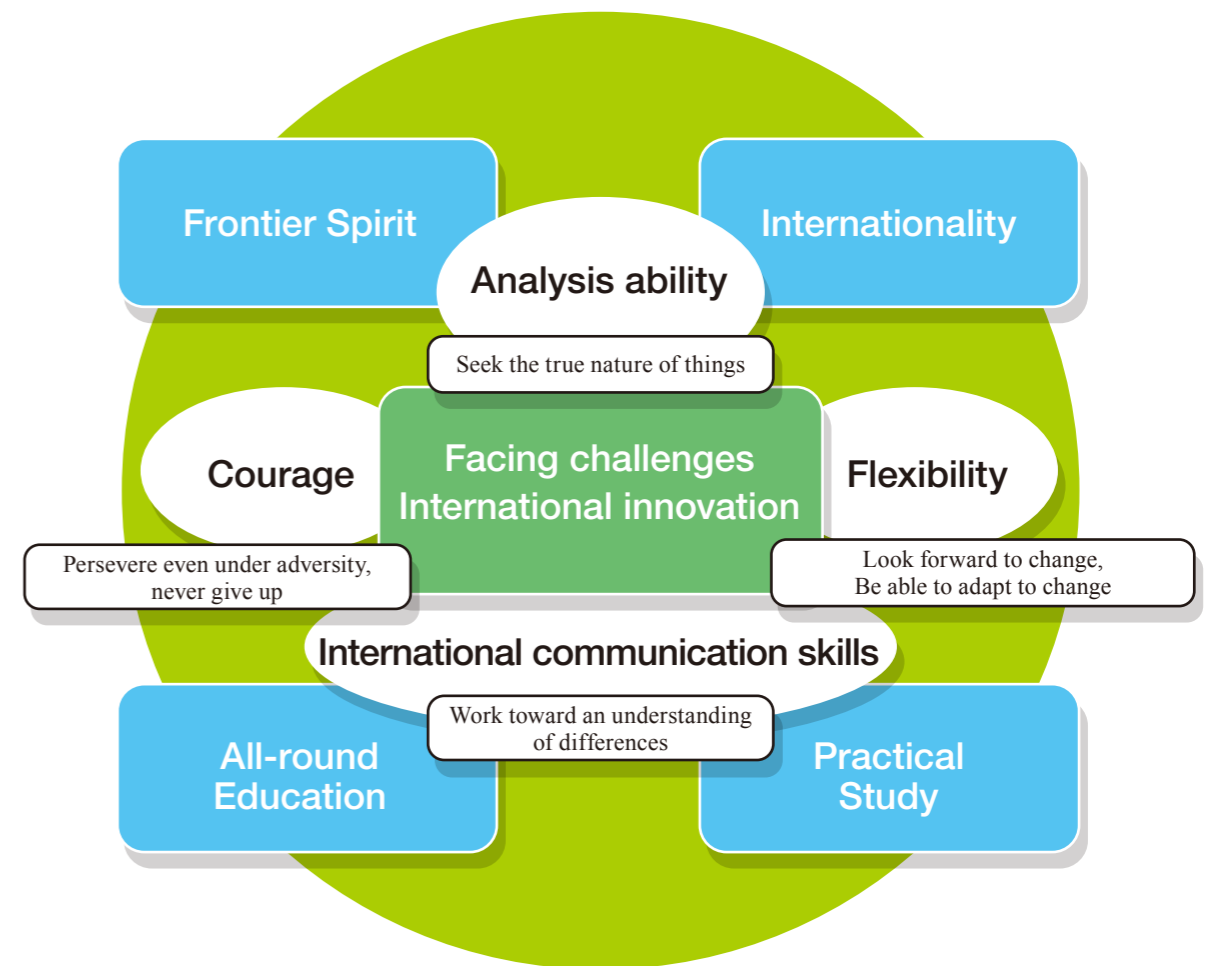 Frontier Spirit
Internationality
Analysis ability
Seek the true nature of things
Courage
Facing challenges
International innovation
Flexibility
Persevere even under adversity,
never give up
Look forward to change,
Be able to adapt to change
International communication skills
Work toward an understanding
of differences
All-round
Education
Practical
Study